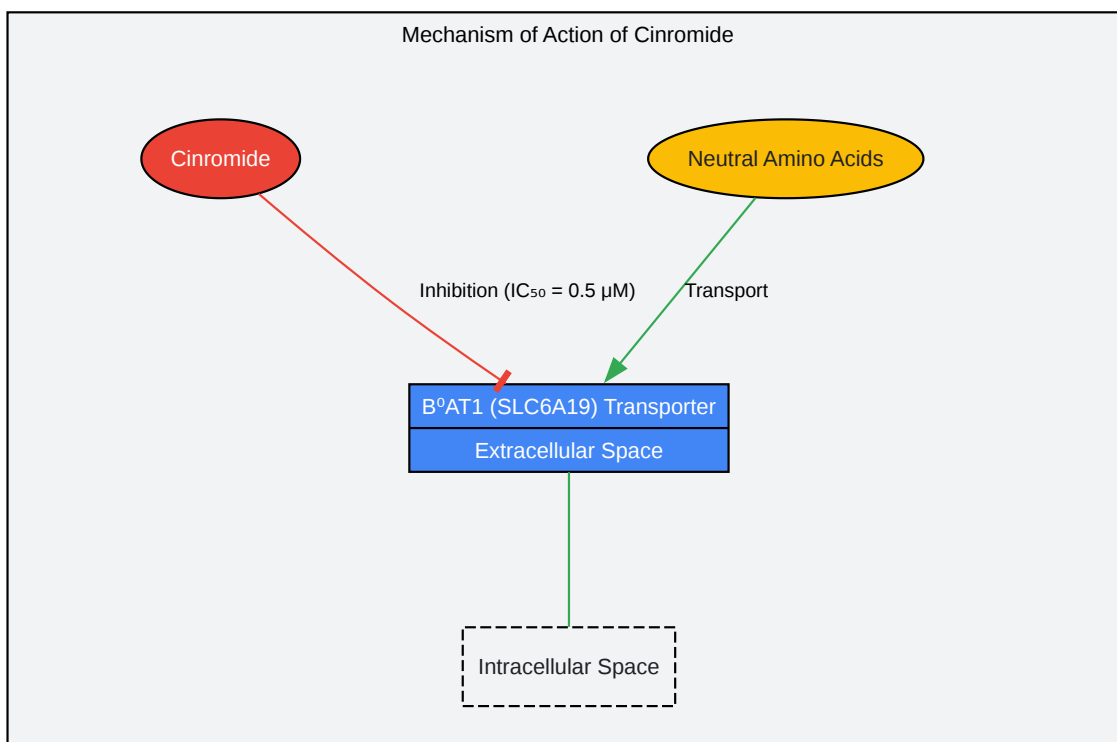 Mechanism of Action of Cinromide
Cinromide
Neutral Amino Acids
Inhibition (IC₅₀ = 0.5 μM)
Transport
B⁰AT1 (SLC6A19) Transporter
Extracellular Space
Intracellular Space